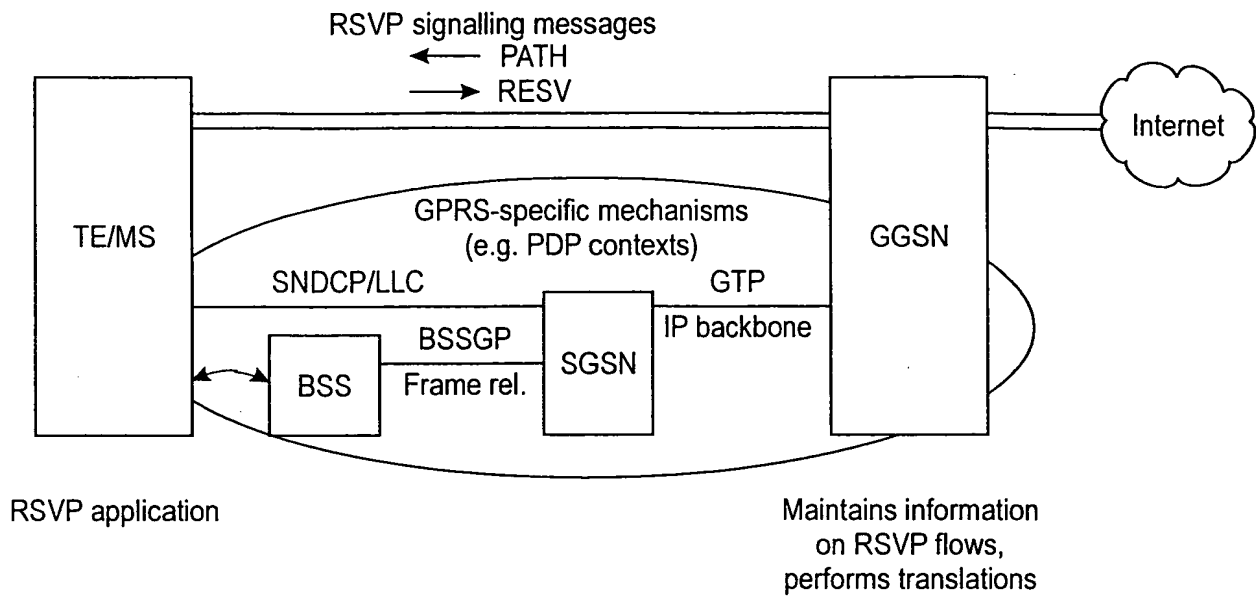 RSVP signalling messages
PATH
RESV
Internet
TE/MS
GPRS-specific mechanisms
(e.g. PDP contexts)
GGSN
SNDCP/LLC
GTP
IP backbone
BSSGP
SGSN
BSS
Frame rel.
RSVP application
Maintains information
on RSVP flows,
performs translations